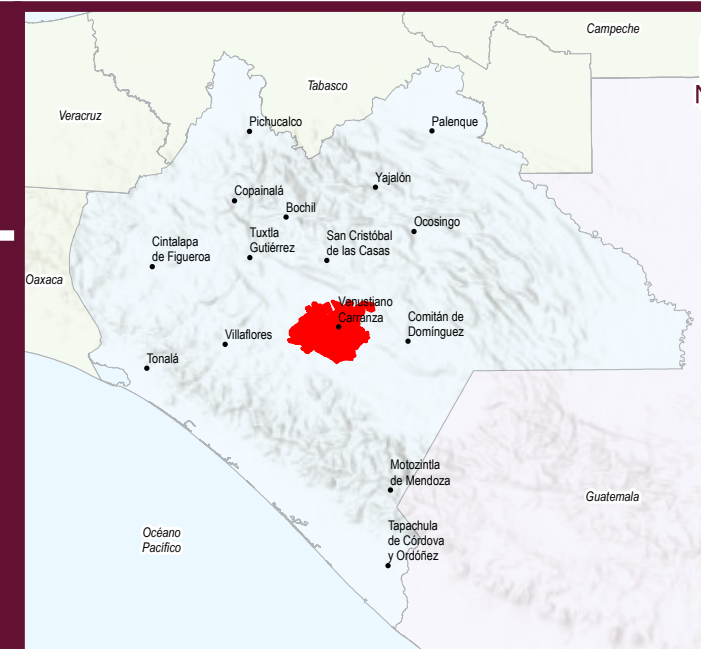 Campeche
Tabasco
N
Veracruz
Pichucalco
Palenque
Yajalón
Copainalá
Bochil
Ocosingo
Tuxtla
Gutiérrez
San Cristóbal
de las Casas
Cintalapa
de Figueroa
Oaxaca
Venustiano
Carranza
Comitán de
Domínguez
Villaflores
Tonalá
Motozintla
de Mendoza
Guatemala
Tapachula
de Córdova
y Ordóñez
Océano
Pacifico